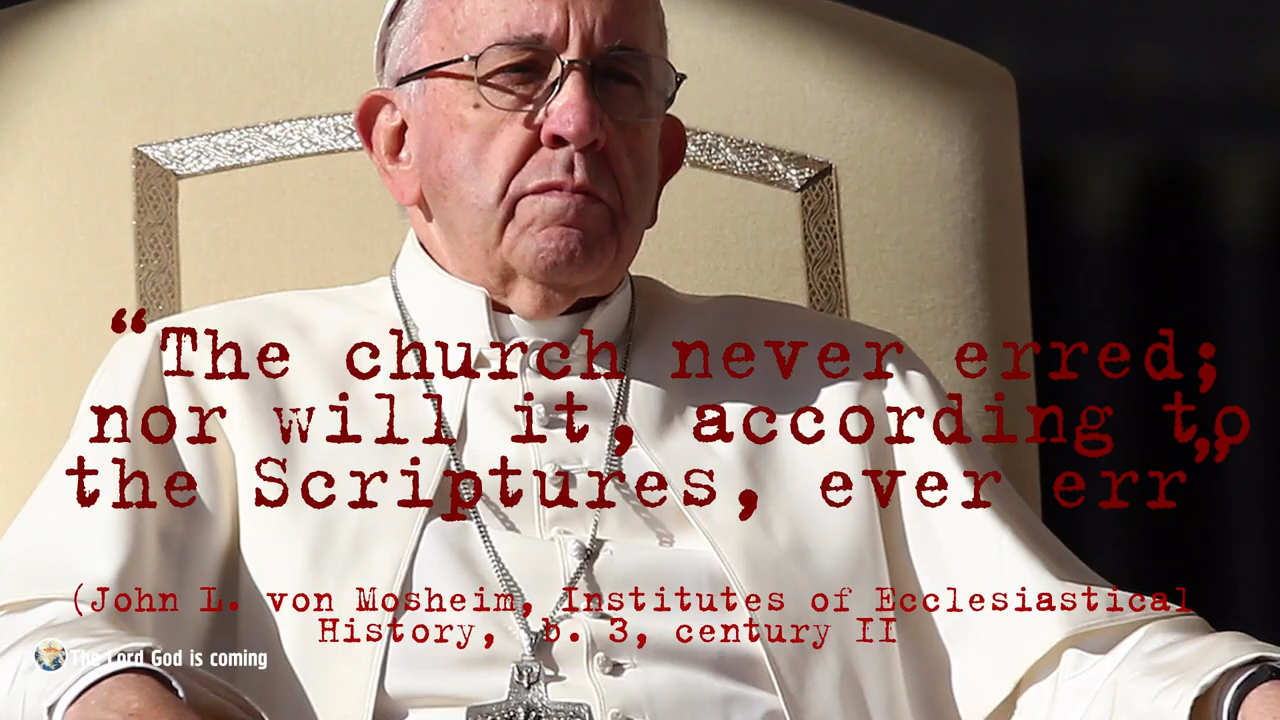 “The church never erred;
nor will it, according to
the Scriptures, ever err”
(John L. von Mosheim, Institutes of Ecclesiastical
History, b. 3, century II
The Lord God is coming